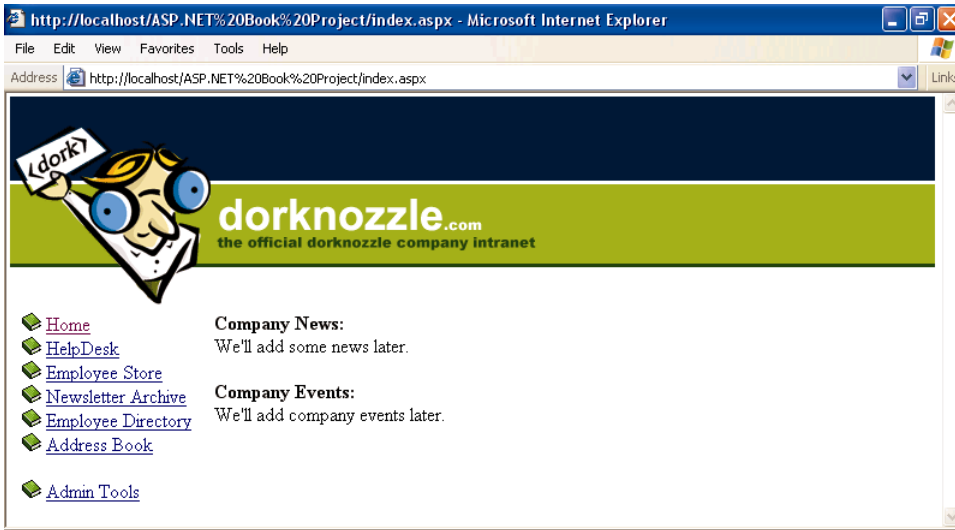 http://localhost/ASP.NET%20Book%20Project/index.aspx - Microsoft Internet Explorer
File Edit View Favorites Tools Help
Address http://localhost/ASP.NET%20Book%20Project/index.aspx Links
<dork>
dorknozzle.com
the official dorknozzle company intranet
Home
HelpDesk
Employee Store
Newsletter Archive
Employee Directory
Address Book
Admin Tools
Company News:
We'll add some news later.
Company Events:
We'll add company events later.